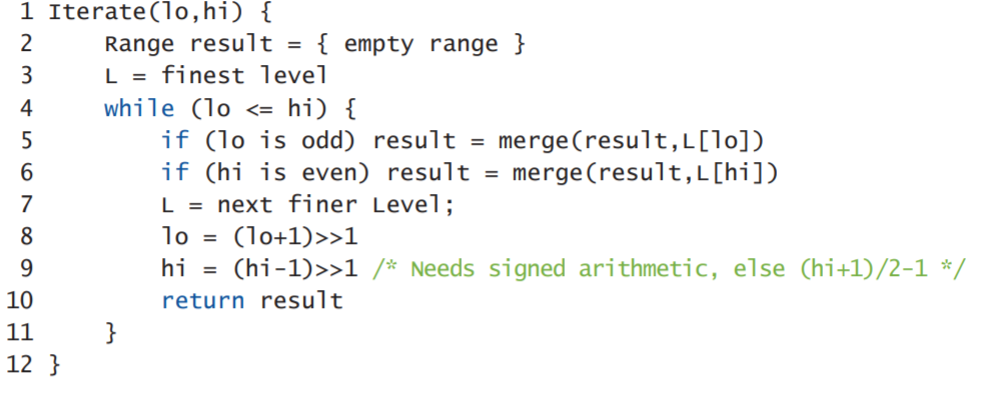 1 Iterate(lo,hi) {
2 Range result = { empty range }
3 L = finest level
4 while (lo <= hi) {
5 if (lo is odd) result = merge(result,L[lo])
6 if (hi is even) result = merge(result,L[hi])
7 L = next finer Level;
8 lo = (lo+1)>>1
9 hi = (hi-1)>>1 /* Needs signed arithmetic, else (hi+1)/2-1 */
10 return result
11 }
12 }